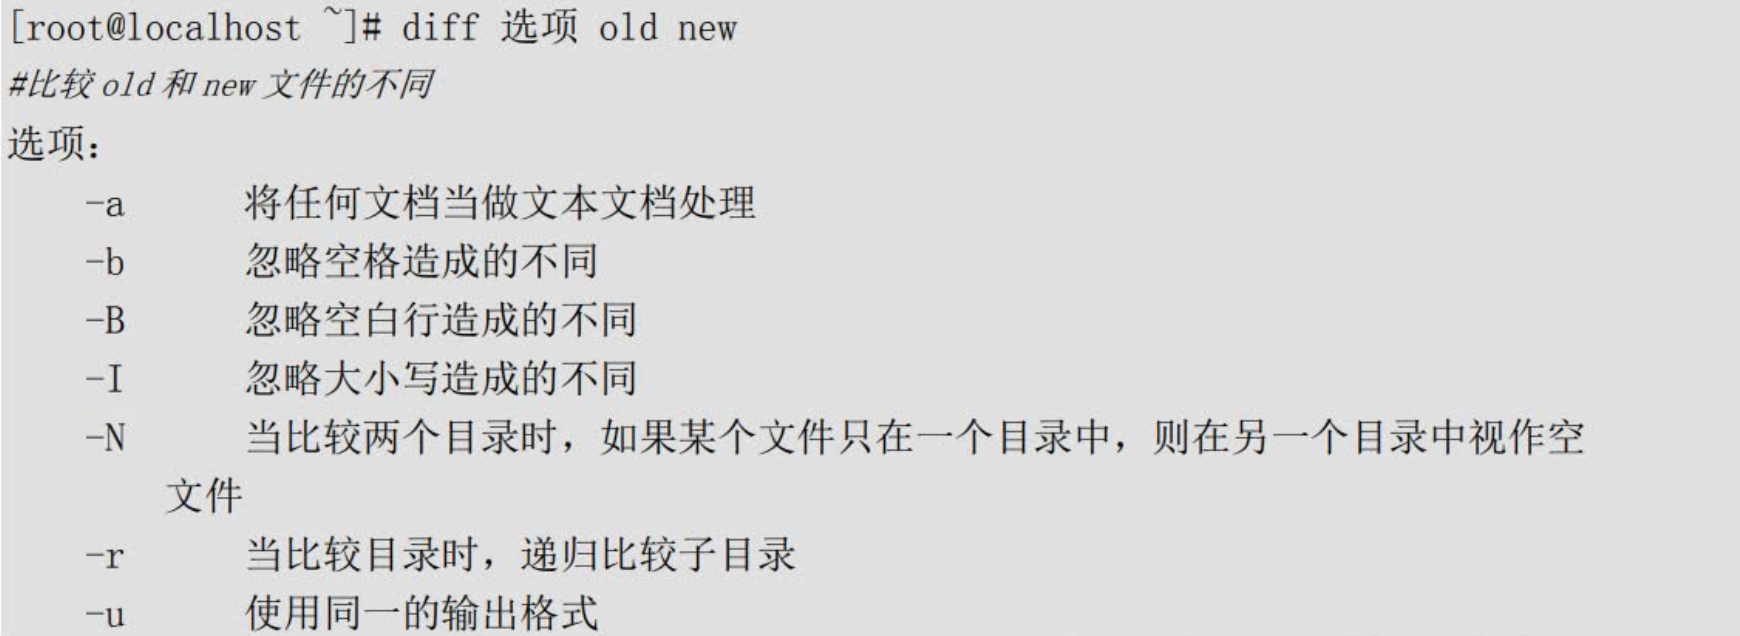 [root@localhost ~]# diff 选项 old new
#比较 old 和 new 文件的不同
选项:
-a 将任何文档当做文本文档处理
-b 忽略空格造成的不同
-B 忽略空白行造成的不同
-I 忽略大小写造成的不同
-N 当比较两个目录时，如果某个文件只在一个目录中，则在另一个目录中视作空
文件
-r 当比较目录时，递归比较子目录
-u 使用同一的输出格式